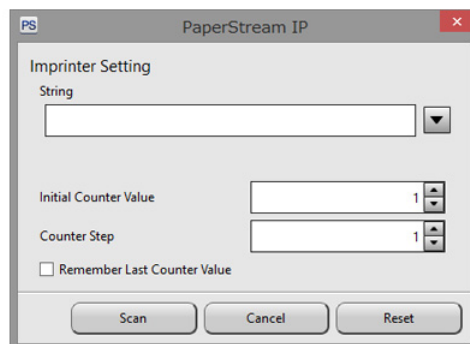 PS PaperStream IP
Imprinter Setting
String
Initial Counter Value 1
Counter Step 1
Remember Last Counter Value
Scan Cancel Reset